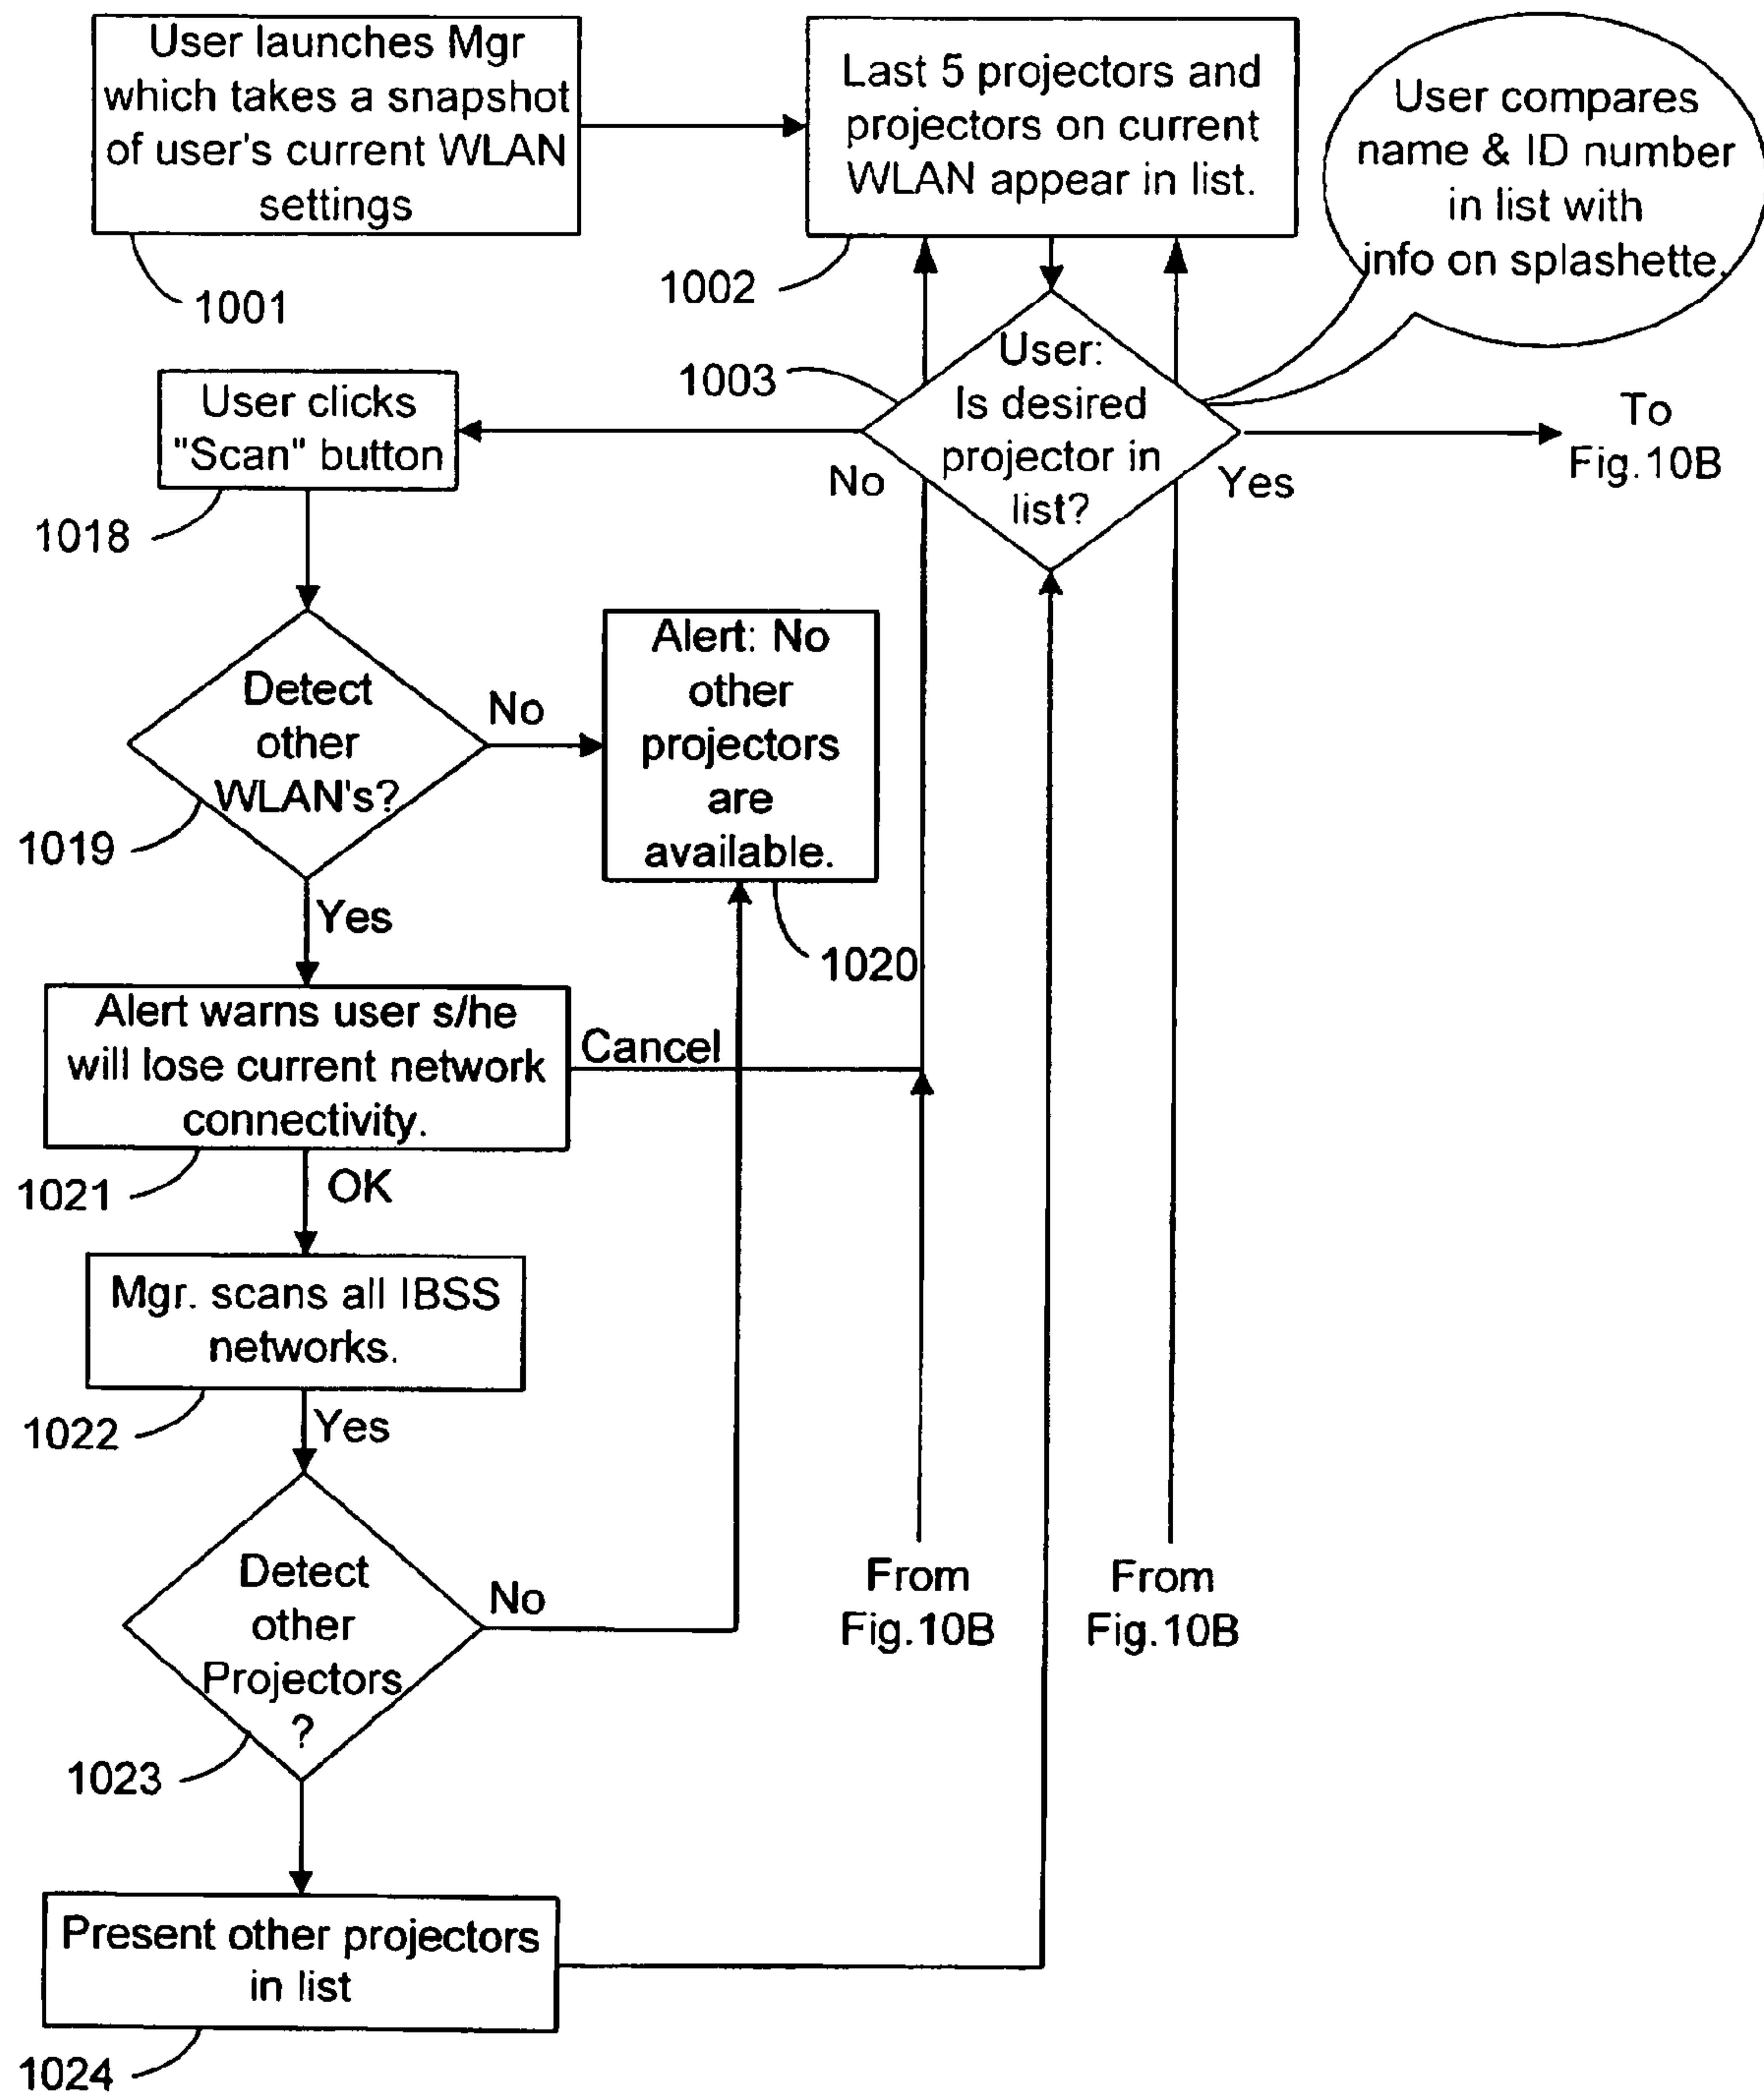 User launches Mgr
which takes a snapshot
of user's current WLAN
settings
1001
Last 5 projectors and
projectors on current
WLAN appear in list.
1002
User compares
name & ID number
in list with
info on splashette.
User:
Is desired
projector in
list?
1003
No
Yes
To
Fig.10B
User clicks
"Scan" button
1018
Detect
other
WLAN's?
1019
No
Yes
Alert: No
other
projectors
are
available.
1020
Alert warns user s/he
will lose current network
connectivity.
1021
Cancel
OK
Mgr. scans all IBSS
networks.
1022
Yes
Detect
other
Projectors
?
1023
No
From
Fig.10B
From
Fig.10B
Present other projectors
in list
1024